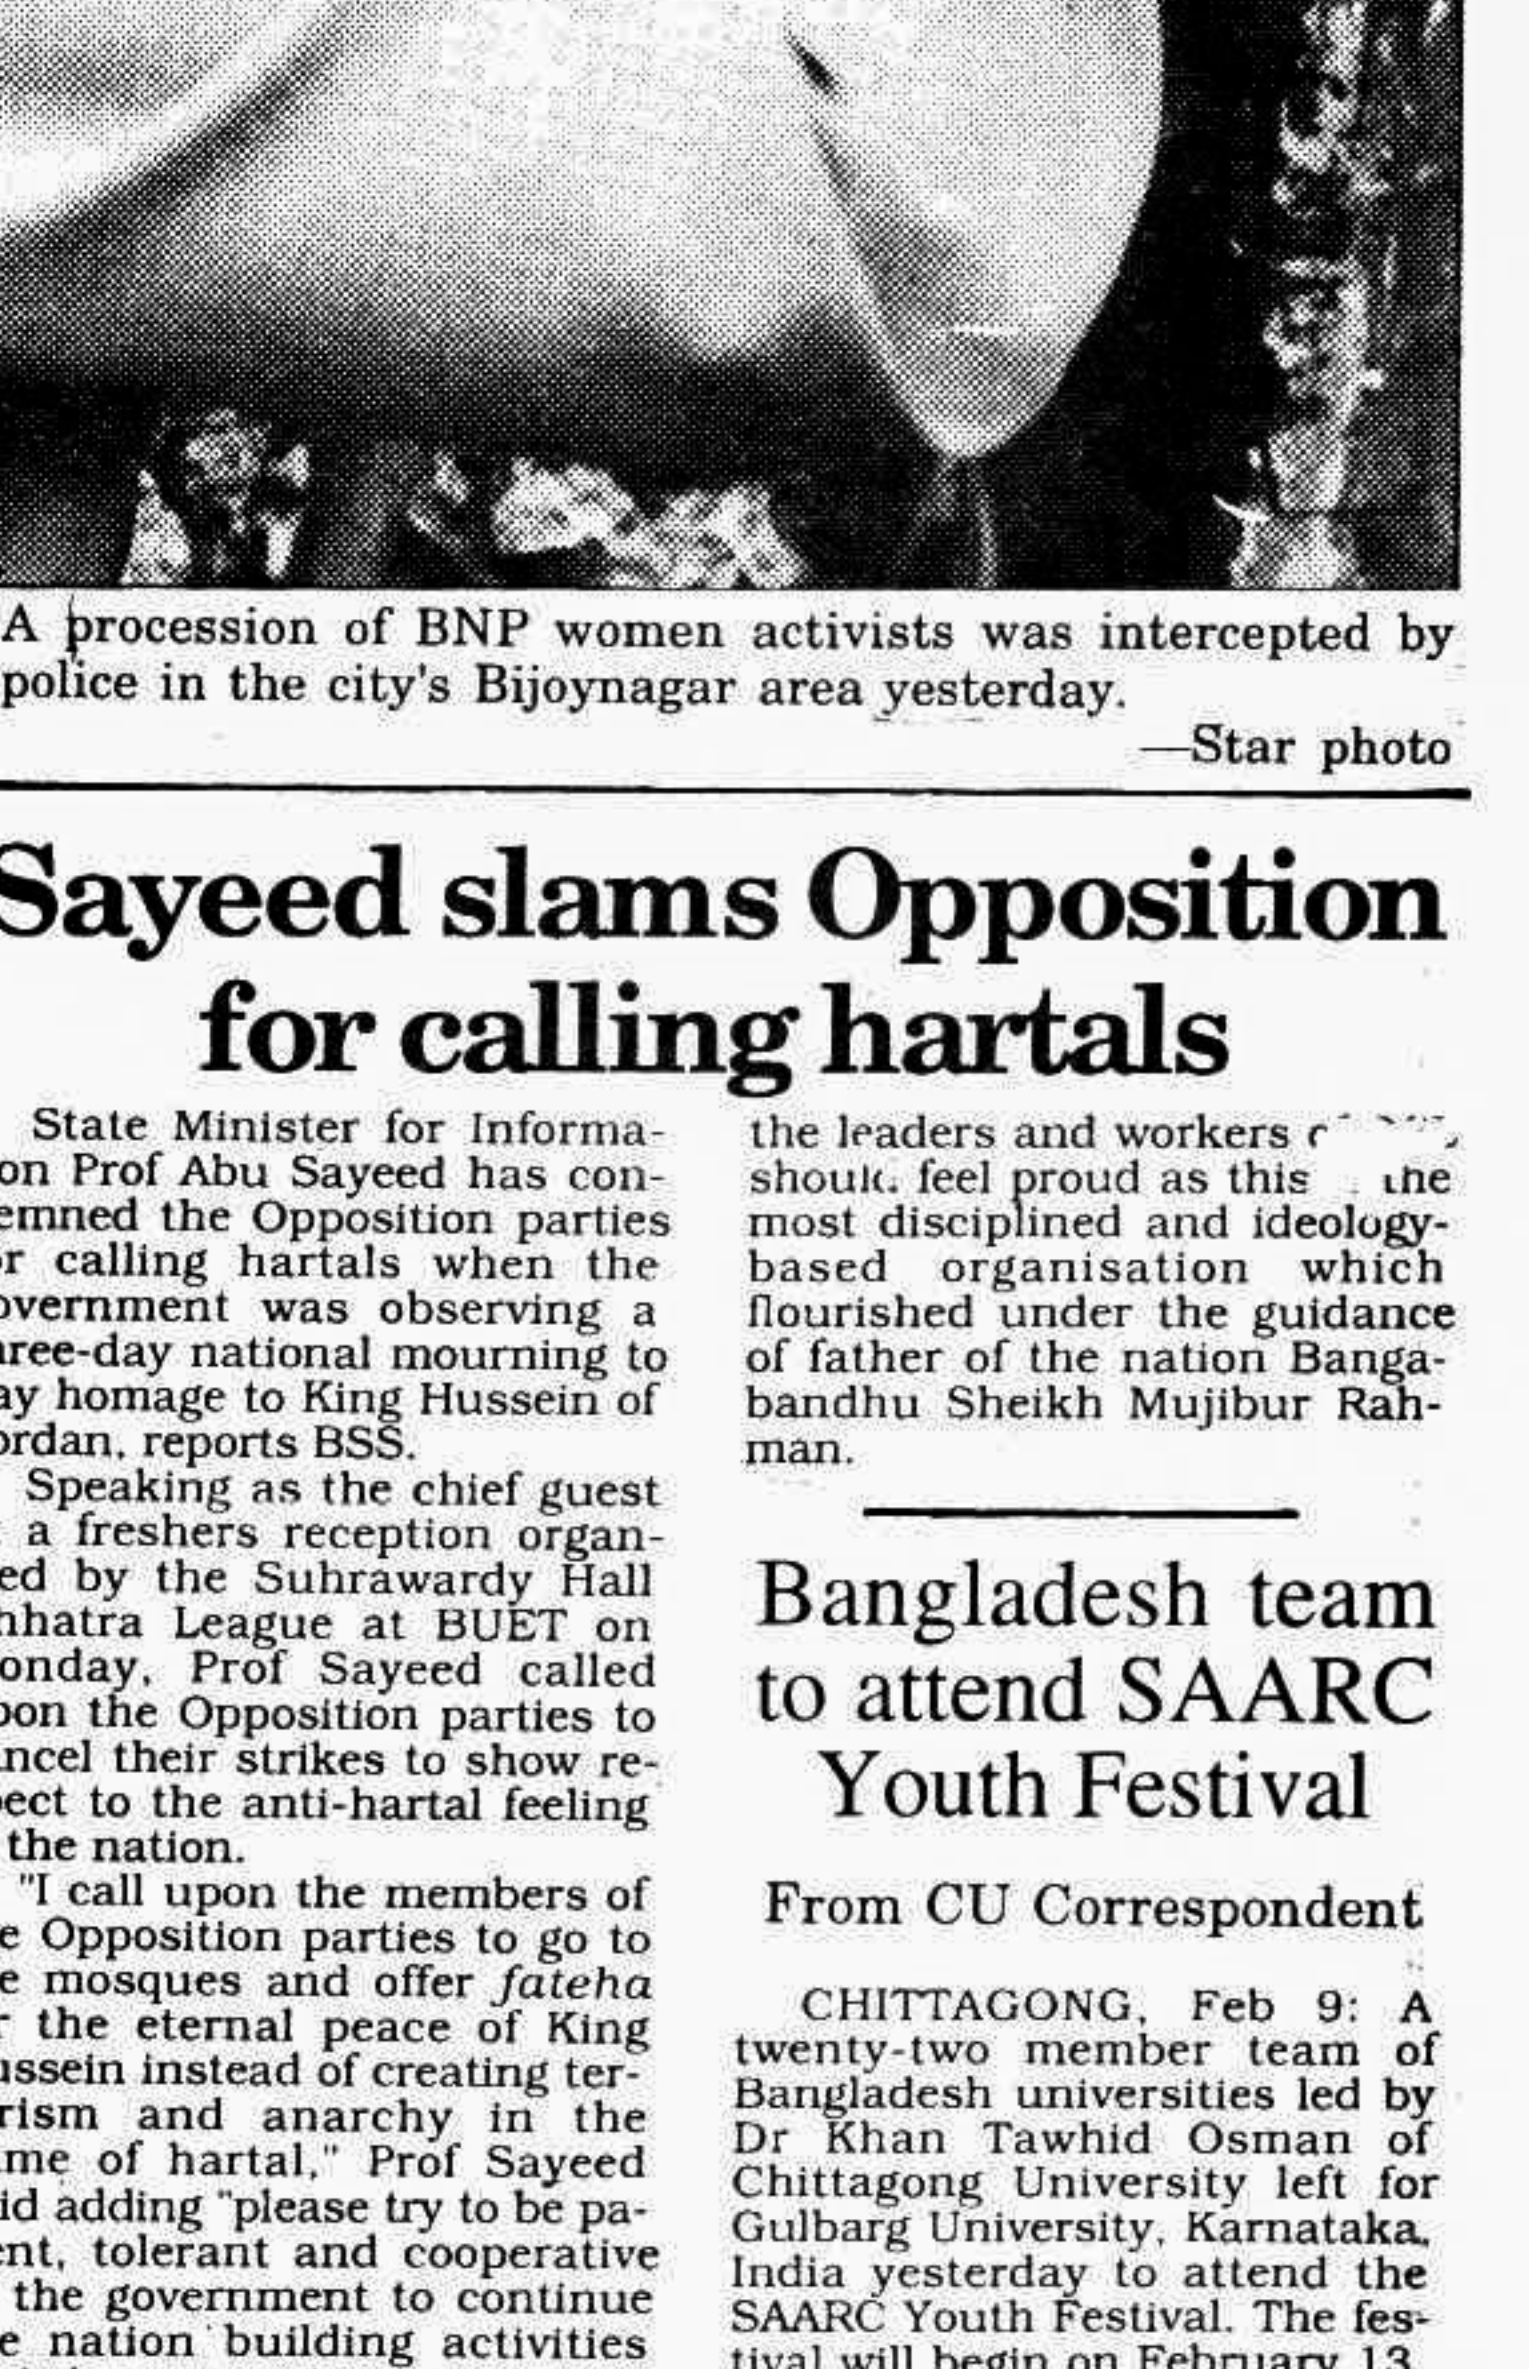 A procession of BNP women activists was intercepted by
police in the city's Bijoynagar area yesterday.
—Star photo
Sayeed slams Opposition
for calling hartals
State Minister for Informa-
on Prof Abu Sayeed has con-
emned the Opposition parties
r calling hartals when the
overnment was observing a
ree-day national mourning to
ay homage to King Hussein of
ordan, reports BSS.
Speaking as the chief guest
a freshers reception organ-
ed by the Suhrawardy Hall
hhatra League at BUET on
onday, Prof Sayeed called
pon the Opposition parties to
ncel their strikes to show re-
pect to the anti-hartal feeling
the nation.
"I call upon the members of
e Opposition parties to go to
e mosques and offer fateha
r the eternal peace of King
ussein instead of creating ter-
rism and anarchy in the
me of hartal," Prof Sayeed
id adding "please try to be pa-
ent, tolerant and cooperative
the government to continue
e nation building activities
the leaders and workers
should feel proud as this the
most disciplined and ideology-
based organisation which
flourished under the guidance
of father of the nation Banga-
bandhu Sheikh Mujibur Rah-
man.
Bangladesh team
to attend SAARC
Youth Festival
From CU Correspondent
CHITTAGONG, Feb 9: A
twenty-two member team of
Bangladesh universities led by
Dr Khan Tawhid Osman of
Chittagong University left for
Gulbarg University, Karnataka,
India yesterday to attend the
SAARC Youth Festival. The fes-
tival will begin on February 13